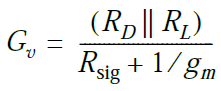 G_v = (R_D || R_L) / (R_sig + 1/g_m)